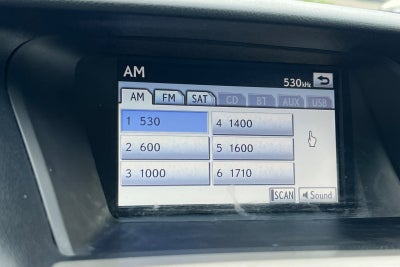 AM
530kHz
AM FM SAT CD BT AUX USB
1 530
4 1400
2 600
5 1600
3 1000
6 1710
SCAN Sound